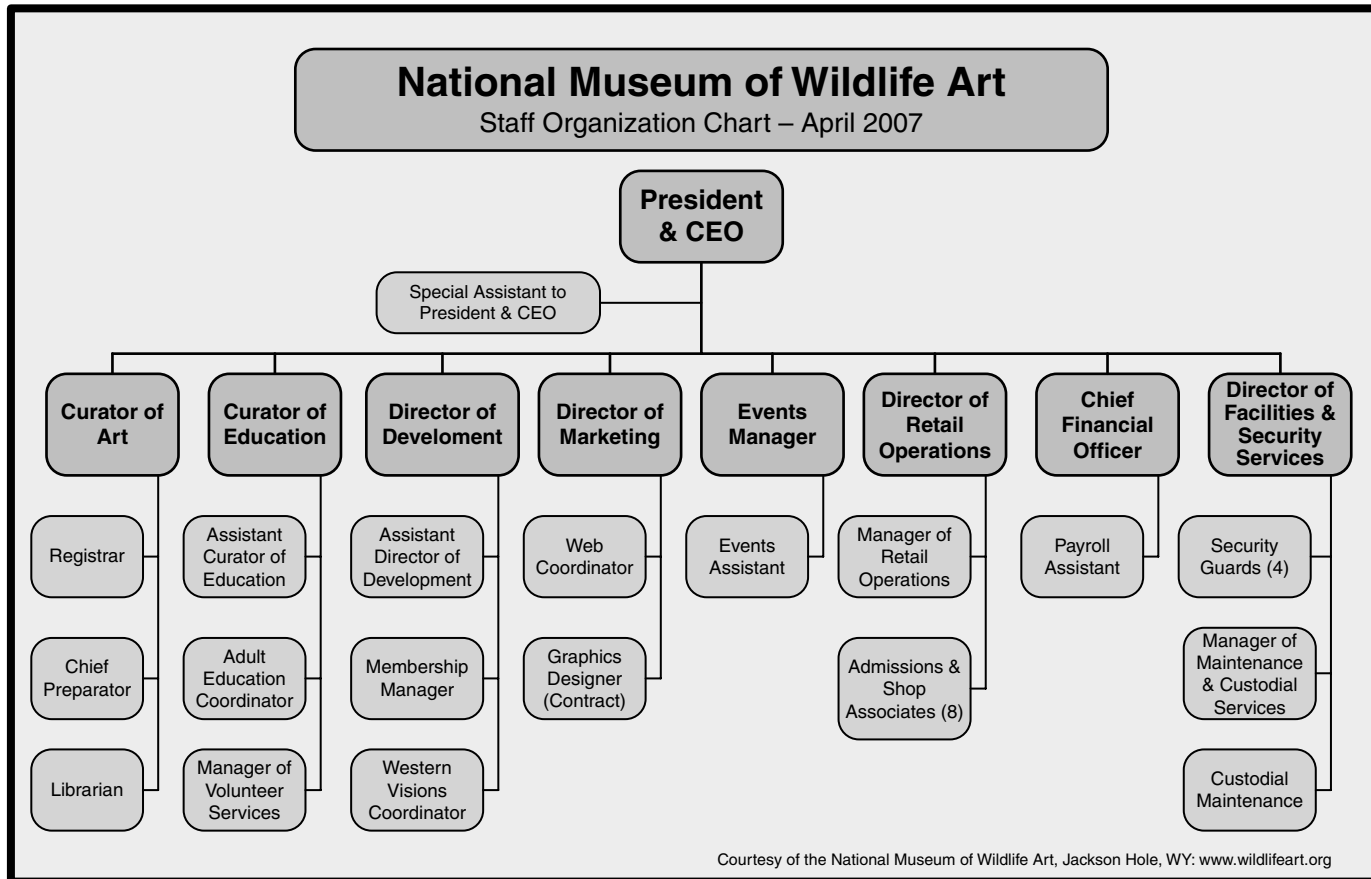 National Museum of Wildlife Art
Staff Organization Chart – April 2007
President
& CEO
Special Assistant to
President & CEO
Curator of
Art
Curator of
Education
Director of
Develoment
Director of
Marketing
Events
Manager
Director of
Retail
Operations
Chief
Financial
Officer
Director of
Facilities &
Security
Services
Registrar
Assistant
Curator of
Education
Assistant
Director of
Development
Web
Coordinator
Events
Assistant
Manager of
Retail
Operations
Payroll
Assistant
Security
Guards (4)
Chief
Preparator
Adult
Education
Coordinator
Membership
Manager
Graphics
Designer
(Contract)
Admissions &
Shop
Associates (8)
Manager of
Maintenance
& Custodial
Services
Librarian
Manager of
Volunteer
Services
Western
Visions
Coordinator
Custodial
Maintenance
Courtesy of the National Museum of Wildlife Art, Jackson Hole, WY: www.wildlifeart.org